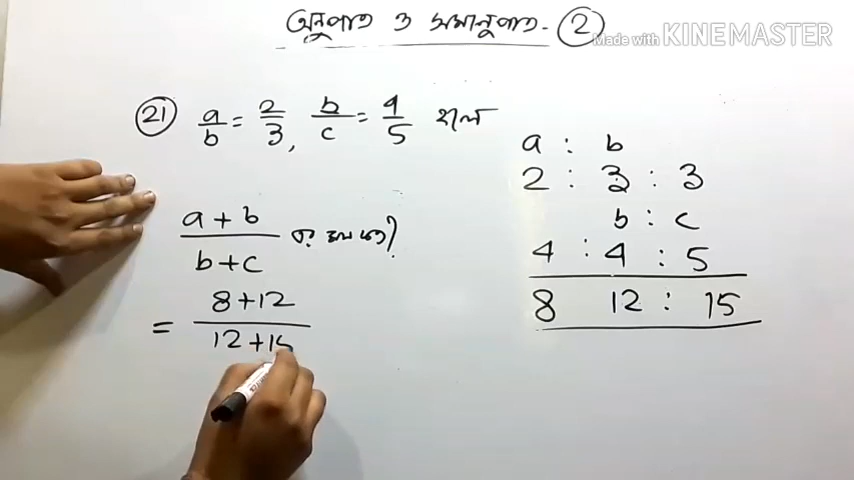 অনুপাত ও সমানুপাত - 2
Made with KINEMASTER
21 a/b = 2/3, b/c = 4/5 হলে
a + b / b + c এর মান কত?
= 8 + 12 / 12 + 15
a : b
2 : 3 : 3
b : c
4 : 4 : 5
8 12 : 15